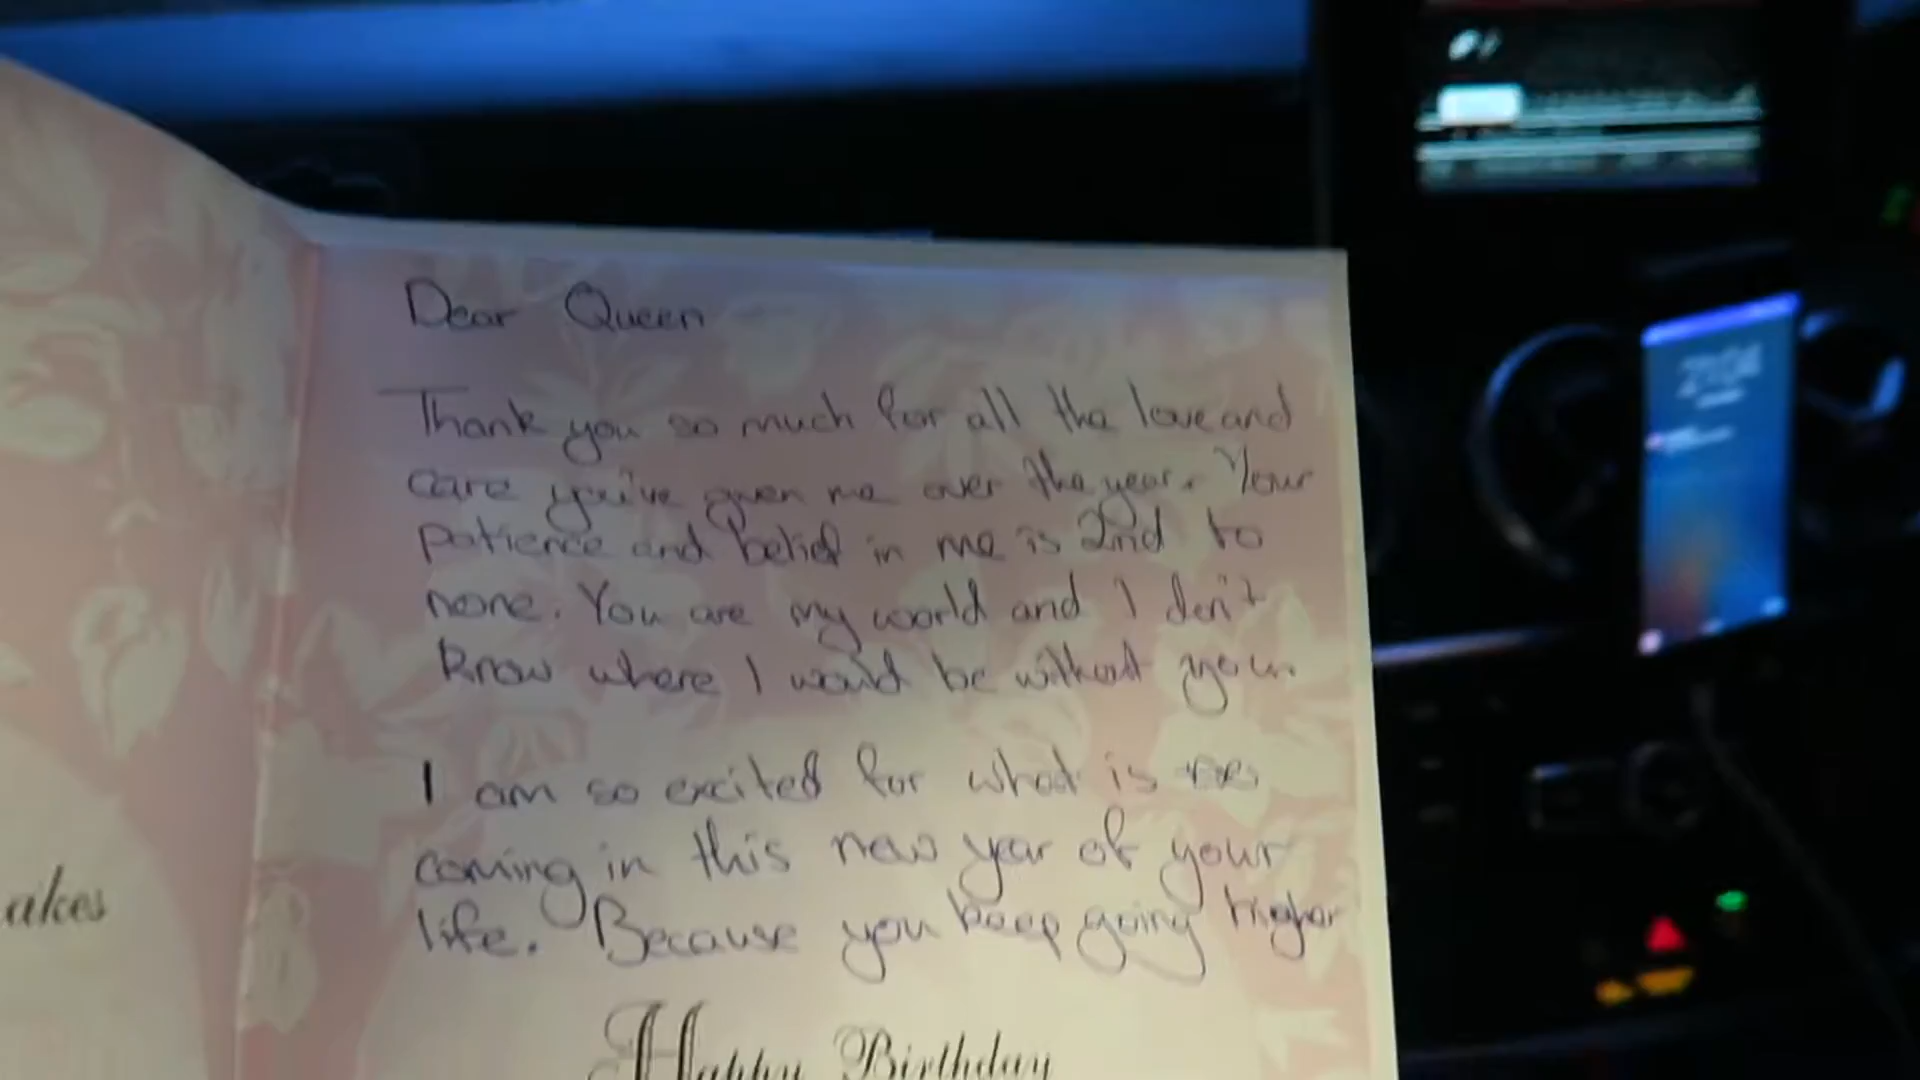 Dear Queen
Thank you so much for all the love and
care you've given me over the year. Your
patience and belief in me is 2nd to
none. You are my world and I don't
know where I would be without you.
I am so excited for what is
coming in this new year of your
life. Because you keep going higher
Happy Birthday
akes